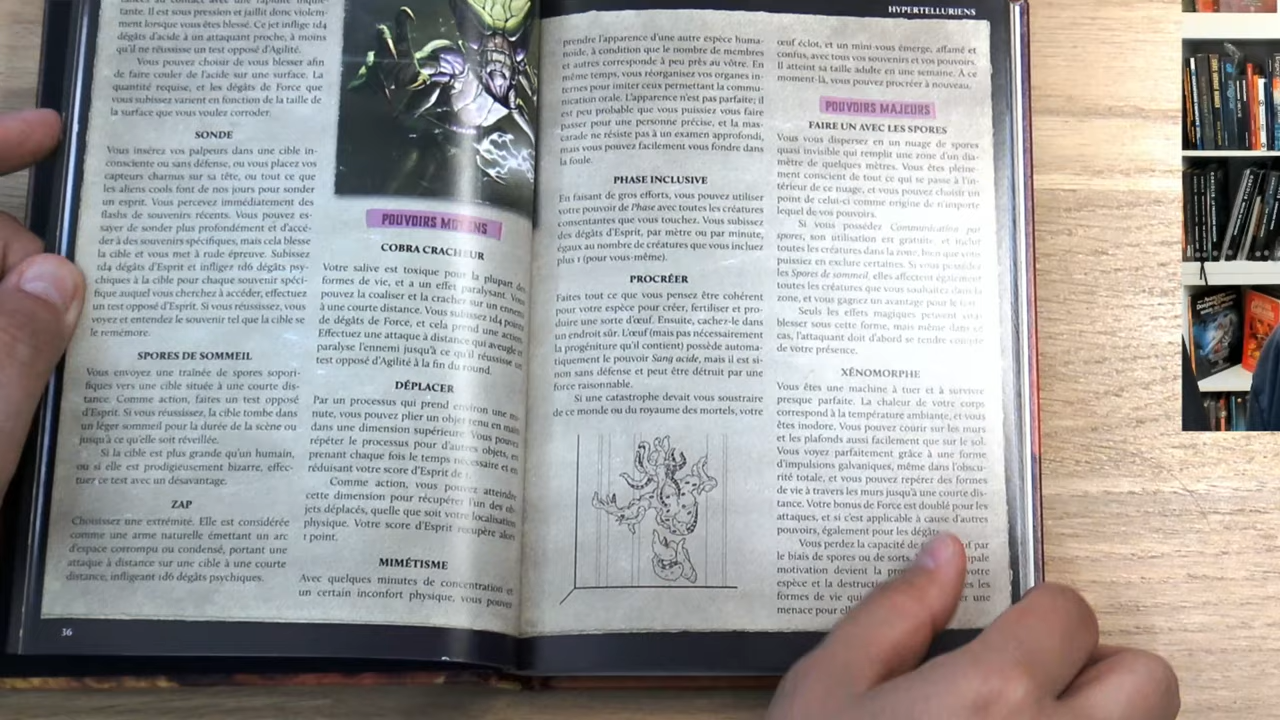 tante. Il est sous pression et jaillit donc violem-
ment lorsque vous êtes blessé. Ce jet inflige 1d4
dégâts d'acide à un attaquant proche, à moins
qu'il ne réussisse un test opposé d'Agilité.
Vous pouvez choisir de vous blesser afin
de faire couler de l'acide sur une surface. La
quantité requise, et les dégâts de Force que
vous subissez varient en fonction de la taille de
la surface que vous voulez corroder.
SONDE
Vous insérez vos palpeurs dans une cible in-
consciente ou sans défense, ou vous placez vos
capteurs charnus sur sa tête, ou tout ce que
les aliens cools font de nos jours pour sonder
un esprit. Vous percevez immédiatement des
flashs de souvenirs récents. Vous pouvez es-
sayer de sonder plus profondément et d'accé-
der à des souvenirs spécifiques, mais cela blesse
la cible et vous met à rude épreuve. Subissez
1d4 dégâts d'Esprit et infligez 1d6 dégâts psy-
chiques à la cible pour chaque souvenir spéci-
fique auquel vous cherchez à accéder, effectuez
un test opposé d'Esprit. Si vous réussissez, vous
voyez et entendez le souvenir tel que la cible se
le remémore.
SPORES DE SOMMEIL
Vous envoyez une traînée de spores sopori-
fiques vers une cible située à une courte dis-
tance. Comme action, faites un test opposé
d'Esprit. Si vous réussissez, la cible tombe dans
un léger sommeil pour la durée de la scène ou
jusqu'à ce qu'elle soit réveillée.
Si la cible est plus grande qu'un humain,
ou si elle est prodigieusement bizarre, effec-
tuez ce test avec un désavantage.
ZAP
Choisissez une extrémité. Elle est considérée
comme une arme naturelle émettant un arc
d'espace corrompu ou condensé, portant une
attaque à distance sur une cible à une courte
distance, infligeant 1d6 dégâts psychiques.
36
POUVOIRS MOYENS
COBRA CRACHEUR
Votre salive est toxique pour la plupart des
formes de vie, et a un effet paralysant. Vous
pouvez la coaliser et la cracher sur un ennemi
à une courte distance. Vous subissez 1d4 points
de dégâts de Force, et cela prend une action.
Effectuez une attaque à distance qui aveugle et
paralyse l'ennemi jusqu'à ce qu'il réussisse un
test opposé d'Agilité à la fin du round.
DÉPLACER
Par un processus qui prend environ une mi-
nute, vous pouvez plier un objet tenu en main
dans une dimension supérieure. Vous pouvez
répéter le processus pour d'autres objets, en
prenant chaque fois le temps nécessaire et en
réduisant votre score d'Esprit de 1.
Comme action, vous pouvez atteindre
cette dimension pour récupérer l'un des ob-
jets déplacés, quelle que soit votre localisation
physique. Votre score d'Esprit récupère alors
1 point.
MIMÉTISME
Avec quelques minutes de concentration et
un certain inconfort physique, vous pouvez
HYPERTELLURIENS
prendre l'apparence d'une autre espèce huma-
noïde, à condition que le nombre de membres
et autres corresponde à peu près au vôtre. En
même temps, vous réorganisez vos organes in-
ternes pour imiter ceux permettant la commu-
nication orale. L'apparence n'est pas parfaite; il
est peu probable que vous puissiez vous faire
passer pour une personne précise, et la mas-
carade ne résiste pas à un examen approfondi,
mais vous pouvez facilement vous fondre dans
la foule.
PHASE INCLUSIVE
En faisant de gros efforts, vous pouvez utiliser
votre pouvoir de Phase avec toutes les créatures
consentantes que vous touchez. Vous subissez
des dégâts d'Esprit, par mètre ou par minute,
égaux au nombre de créatures que vous incluez
plus 1 (pour vous-même).
PROCRÉER
Faites tout ce que vous pensez être cohérent
pour votre espèce pour créer, fertiliser et pro-
duire une sorte d'œuf. Ensuite, cachez-le dans
un endroit sûr. L'œuf (mais pas nécessairement
la progéniture qu'il contient) possède automa-
tiquement le pouvoir Sang acide, mais il est si-
non sans défense et peut être détruit par une
force raisonnable.
Si une catastrophe devait vous soustraire
de ce monde ou du royaume des mortels, votre
œuf éclot, et un mini-vous émerge, affamé et
confus, avec tous vos souvenirs et vos pouvoirs.
Il atteint sa taille adulte en une semaine. À ce
moment-là, vous pouvez procréer à nouveau.
POUVOIRS MAJEURS
FAIRE UN AVEC LES SPORES
Vous vous dispersez en un nuage de spores
quasi invisible qui remplit une zone d'un dia-
mètre de quelques mètres. Vous êtes pleine-
ment conscient de tout ce qui se passe à l'in-
térieur de ce nuage, et vous pouvez choisir un
point de celui-ci comme origine de n'importe
lequel de vos pouvoirs.
Si vous possédez Communication par
spores, son utilisation est gratuite, et inclut
toutes les créatures dans la zone, bien que vous
puissiez en exclure certaines. Si vous possédez
les Spores de sommeil, elles affectent également
toutes les créatures que vous souhaitez dans la
zone, et vous gagnez un avantage pour le test.
Seuls les effets magiques peuvent vous
blesser sous cette forme, mais même dans ce
cas, l'attaquant doit d'abord se rendre compte
de votre présence.
XÉNOMORPHE
Vous êtes une machine à tuer et à survivre
presque parfaite. La chaleur de votre corps
correspond à la température ambiante, et vous
êtes inodore. Vous pouvez courir sur les murs
et les plafonds aussi facilement que sur le sol.
Vous voyez parfaitement grâce à une forme
d'impulsions galvaniques, même dans l'obscu-
rité totale, et vous pouvez repérer des formes
de vie à travers les murs jusqu'à une courte dis-
tance. Votre bonus de Force est doublé pour les
attaques, et si c'est applicable à cause d'autres
pouvoirs, également pour les dégâts.
Vous perdez la capacité de par
le biais de spores ou de sorts. votre
motivation devient la
espèce et la destruction les
formes de vie qui une
menace pour